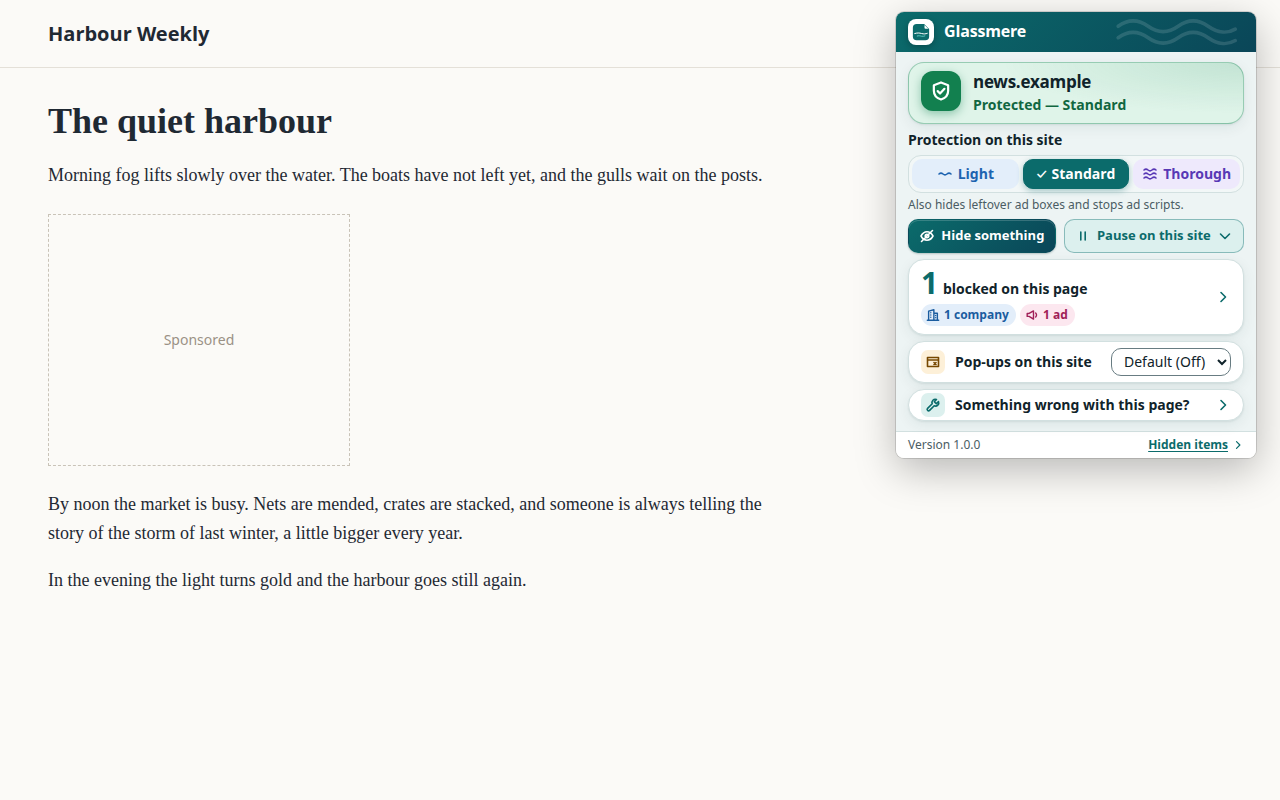 Harbour Weekly
The quiet harbour
Morning fog lifts slowly over the water. The boats have not left yet, and the gulls wait on the posts.
Sponsored
By noon the market is busy. Nets are mended, crates are stacked, and someone is always telling the
story of the storm of last winter, a little bigger every year.
In the evening the light turns gold and the harbour goes still again.
Glassmere
news.example
Protected — Standard
Protection on this site
Light
Standard
Thorough
Also hides leftover ad boxes and stops ad scripts.
Hide something
Pause on this site
1 blocked on this page
1 company
1 ad
Pop-ups on this site
Default (Off)
Something wrong with this page?
Version 1.0.0
Hidden items